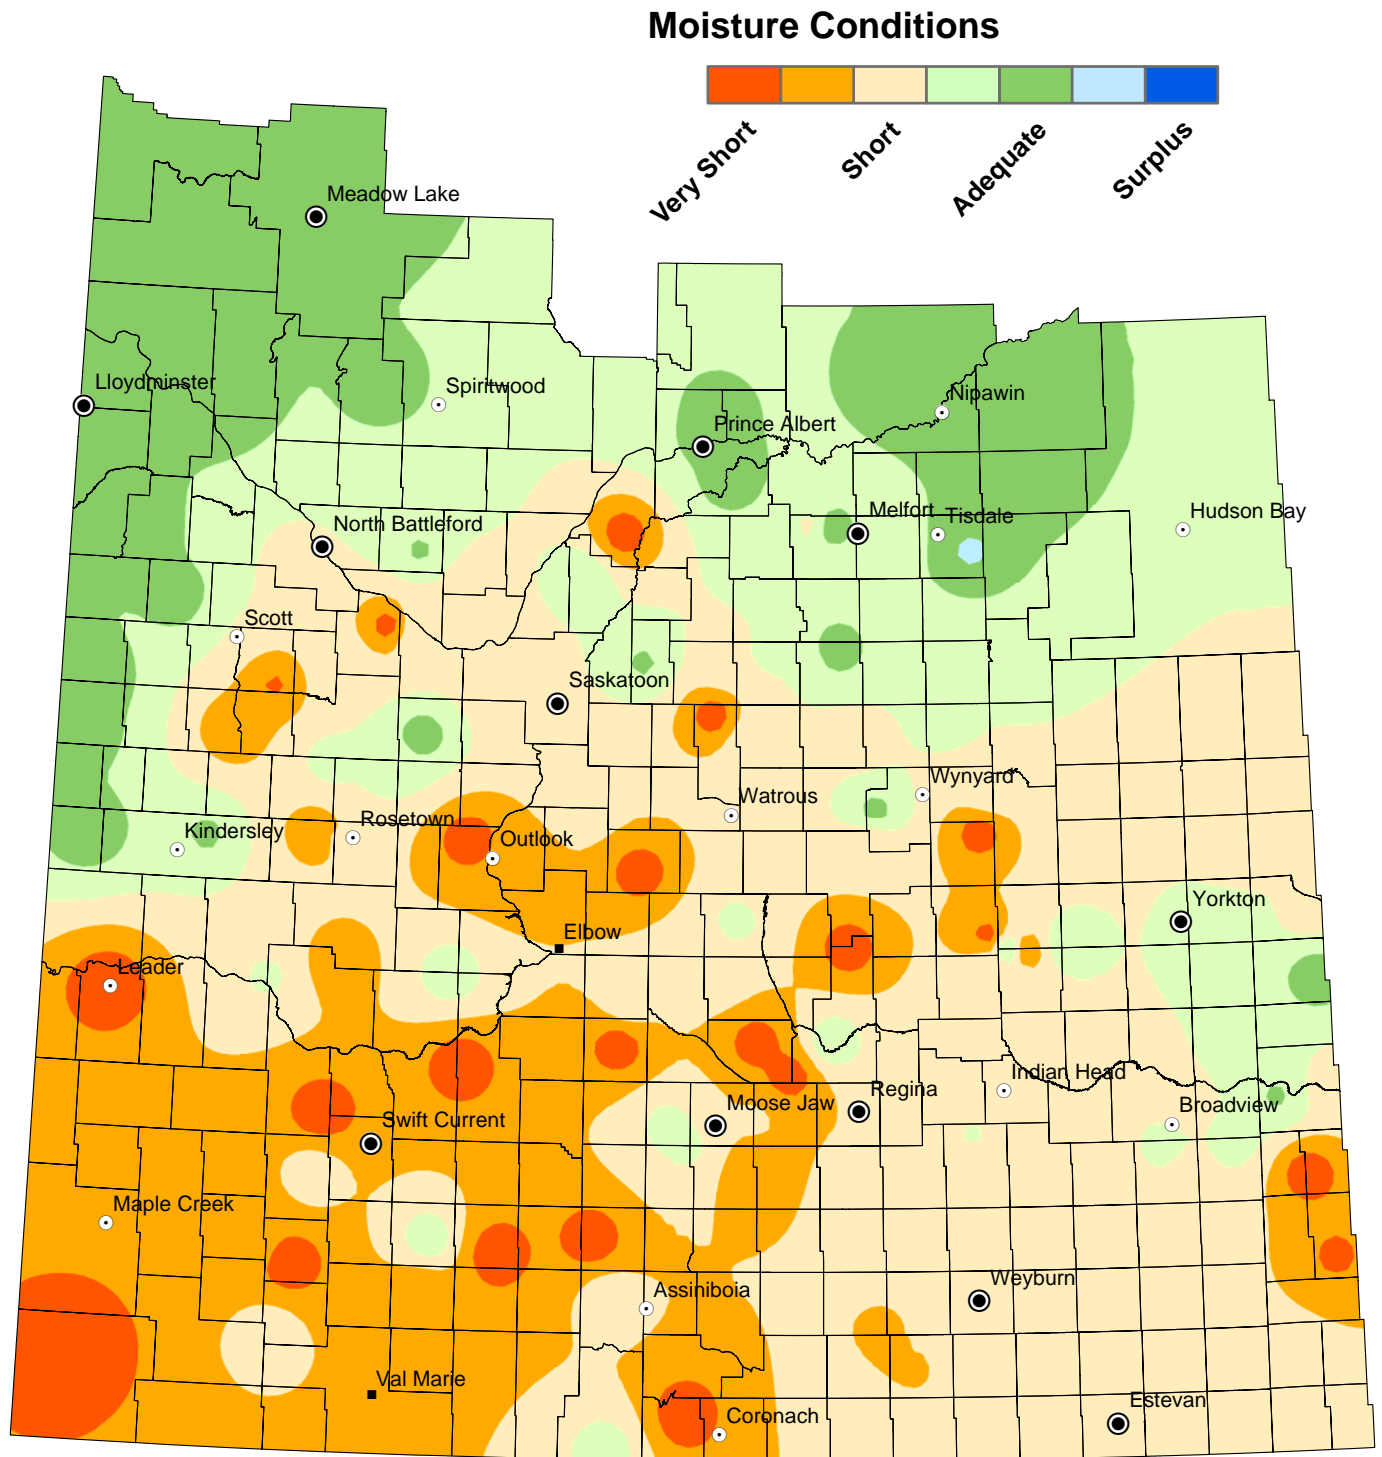 Moisture Conditions
Very Short
Short
Adequate
Surplus
Meadow Lake
Lloydminster
Spiritwood
Nipawin
Prince Albert
Hudson Bay
Melfort
Tisdale
North Battleford
Scott
Saskatoon
Wynyard
Watrous
Rosetown
Kindersley
Outlook
Yorkton
Elbow
Leader
Indian Head
Regina
Moose Jaw
Broadview
Swift Current
Maple Creek
Weyburn
Assiniboia
Val Marie
Estevan
Coronach